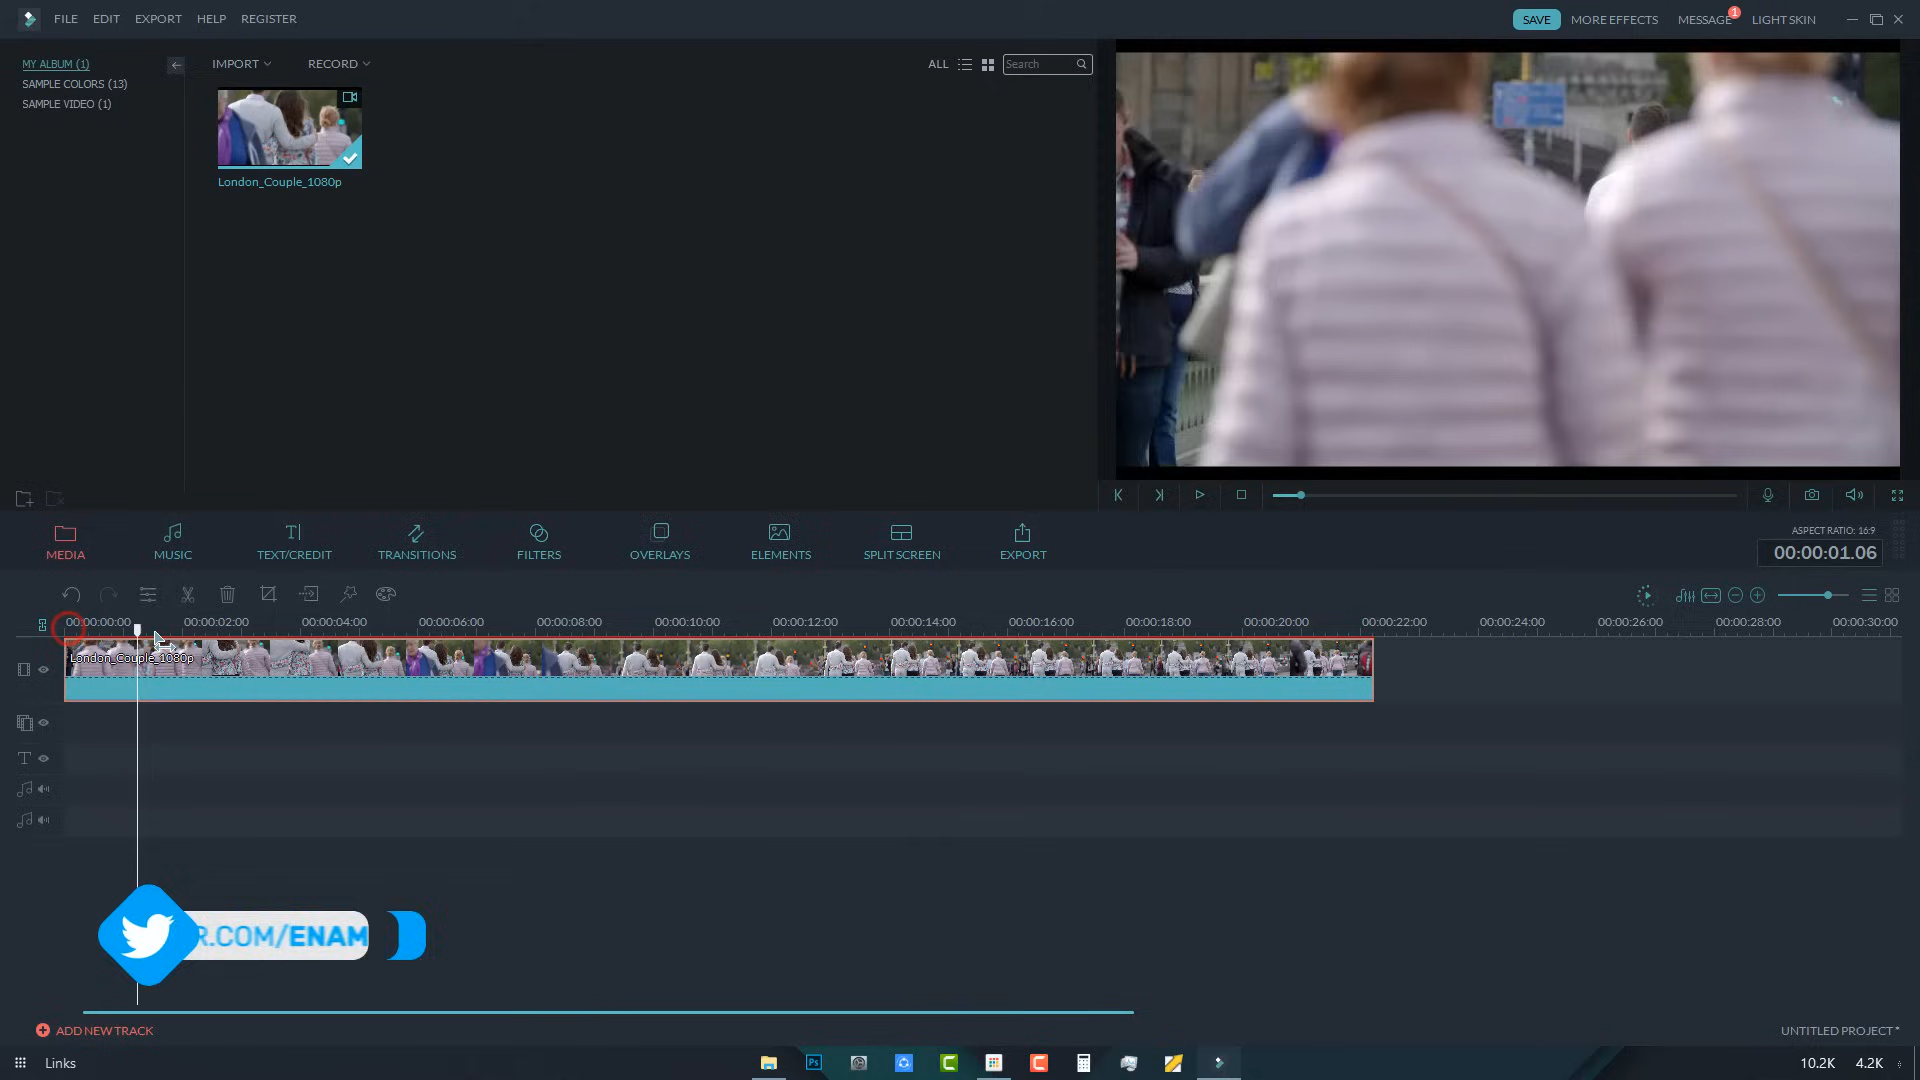 FILE EDIT EXPORT HELP REGISTER
SAVE MORE EFFECTS MESSAGE 1 LIGHT SKIN
MY ALBUM (1)
SAMPLE COLORS (13)
SAMPLE VIDEO (1)
IMPORT RECORD
ALL Search
London_Couple_1080p
MEDIA MUSIC TEXT/CREDIT TRANSITIONS FILTERS OVERLAYS ELEMENTS SPLIT SCREEN EXPORT
ASPECT RATIO: 16:9
00:00:01.06
00:00:00:00 00:00:02:00 00:00:04:00 00:00:06:00 00:00:08:00 00:00:10:00 00:00:12:00 00:00:14:00 00:00:16:00 00:00:18:00 00:00:20:00 00:00:22:00 00:00:24:00 00:00:26:00 00:00:28:00 00:00:30:00
London_Couple_1080p
R.COM/ENAM
ADD NEW TRACK
UNTITLED PROJECT *
Links
Ps
10.2K 4.2K